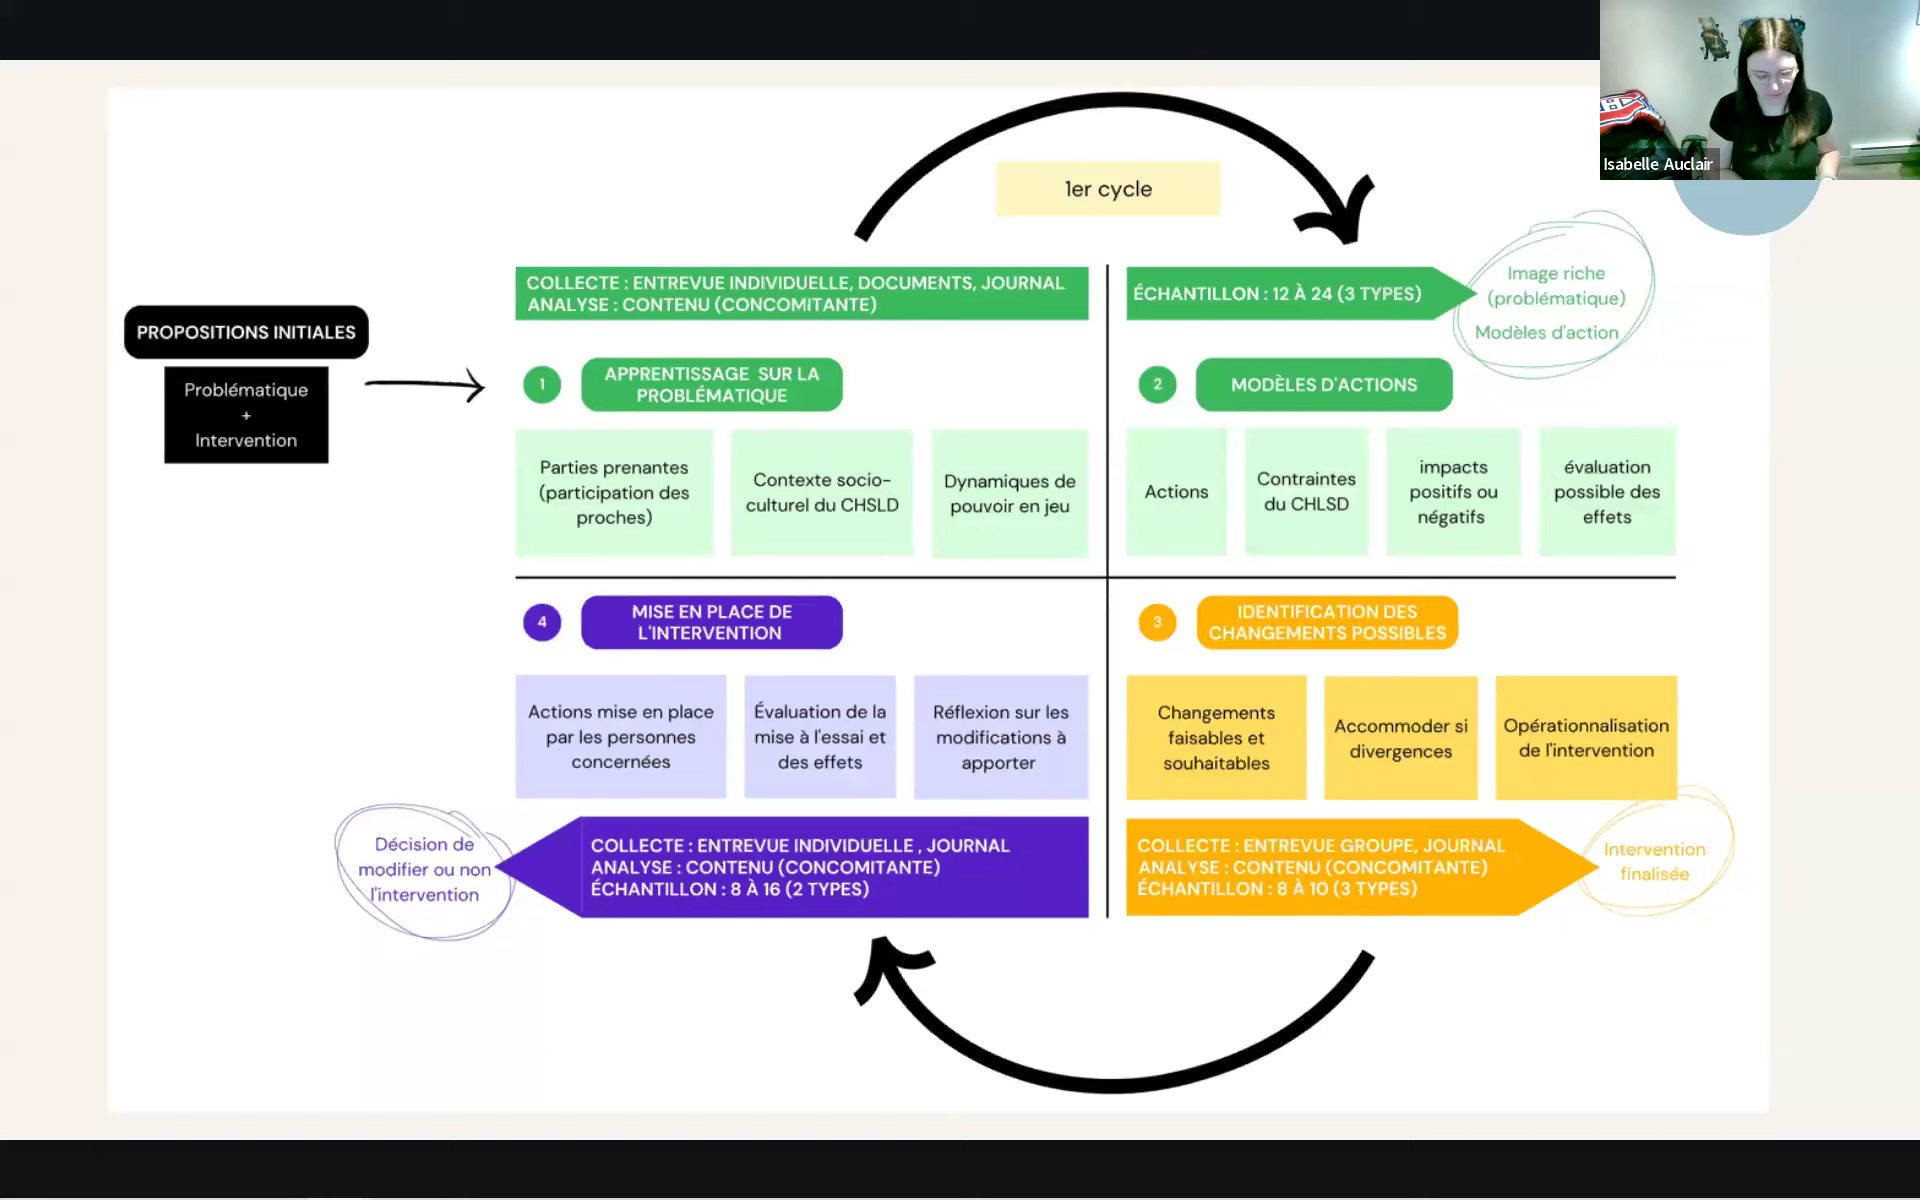 Isabelle Auclair
1er cycle
PROPOSITIONS INITIALES
Problématique
+
Intervention
COLLECTE : ENTREVUE INDIVIDUELLE, DOCUMENTS, JOURNAL
ANALYSE : CONTENU (CONCOMITANTE)
1
APPRENTISSAGE SUR LA
PROBLÉMATIQUE
Parties prenantes
(participation des
proches)
Contexte socio-
culturel du CHSLD
Dynamiques de
pouvoir en jeu
ÉCHANTILLON : 12 À 24 (3 TYPES)
Image riche
(problématique)
Modèles d'action
2
MODÈLES D'ACTIONS
Actions
Contraintes
du CHLSD
impacts
positifs ou
négatifs
évaluation
possible des
effets
4
MISE EN PLACE DE
L'INTERVENTION
Actions mise en place
par les personnes
concernées
Évaluation de la
mise à l'essai et
des effets
Réflexion sur les
modifications à
apporter
COLLECTE : ENTREVUE INDIVIDUELLE , JOURNAL
ANALYSE : CONTENU (CONCOMITANTE)
ÉCHANTILLON : 8 À 16 (2 TYPES)
Décision de
modifier ou non
l'intervention
3
IDENTIFICATION DES
CHANGEMENTS POSSIBLES
Changements
faisables et
souhaitables
Accommoder si
divergences
Opérationnalisation
de l'intervention
COLLECTE : ENTREVUE GROUPE, JOURNAL
ANALYSE : CONTENU (CONCOMITANTE)
ÉCHANTILLON : 8 À 10 (3 TYPES)
Intervention
finalisée